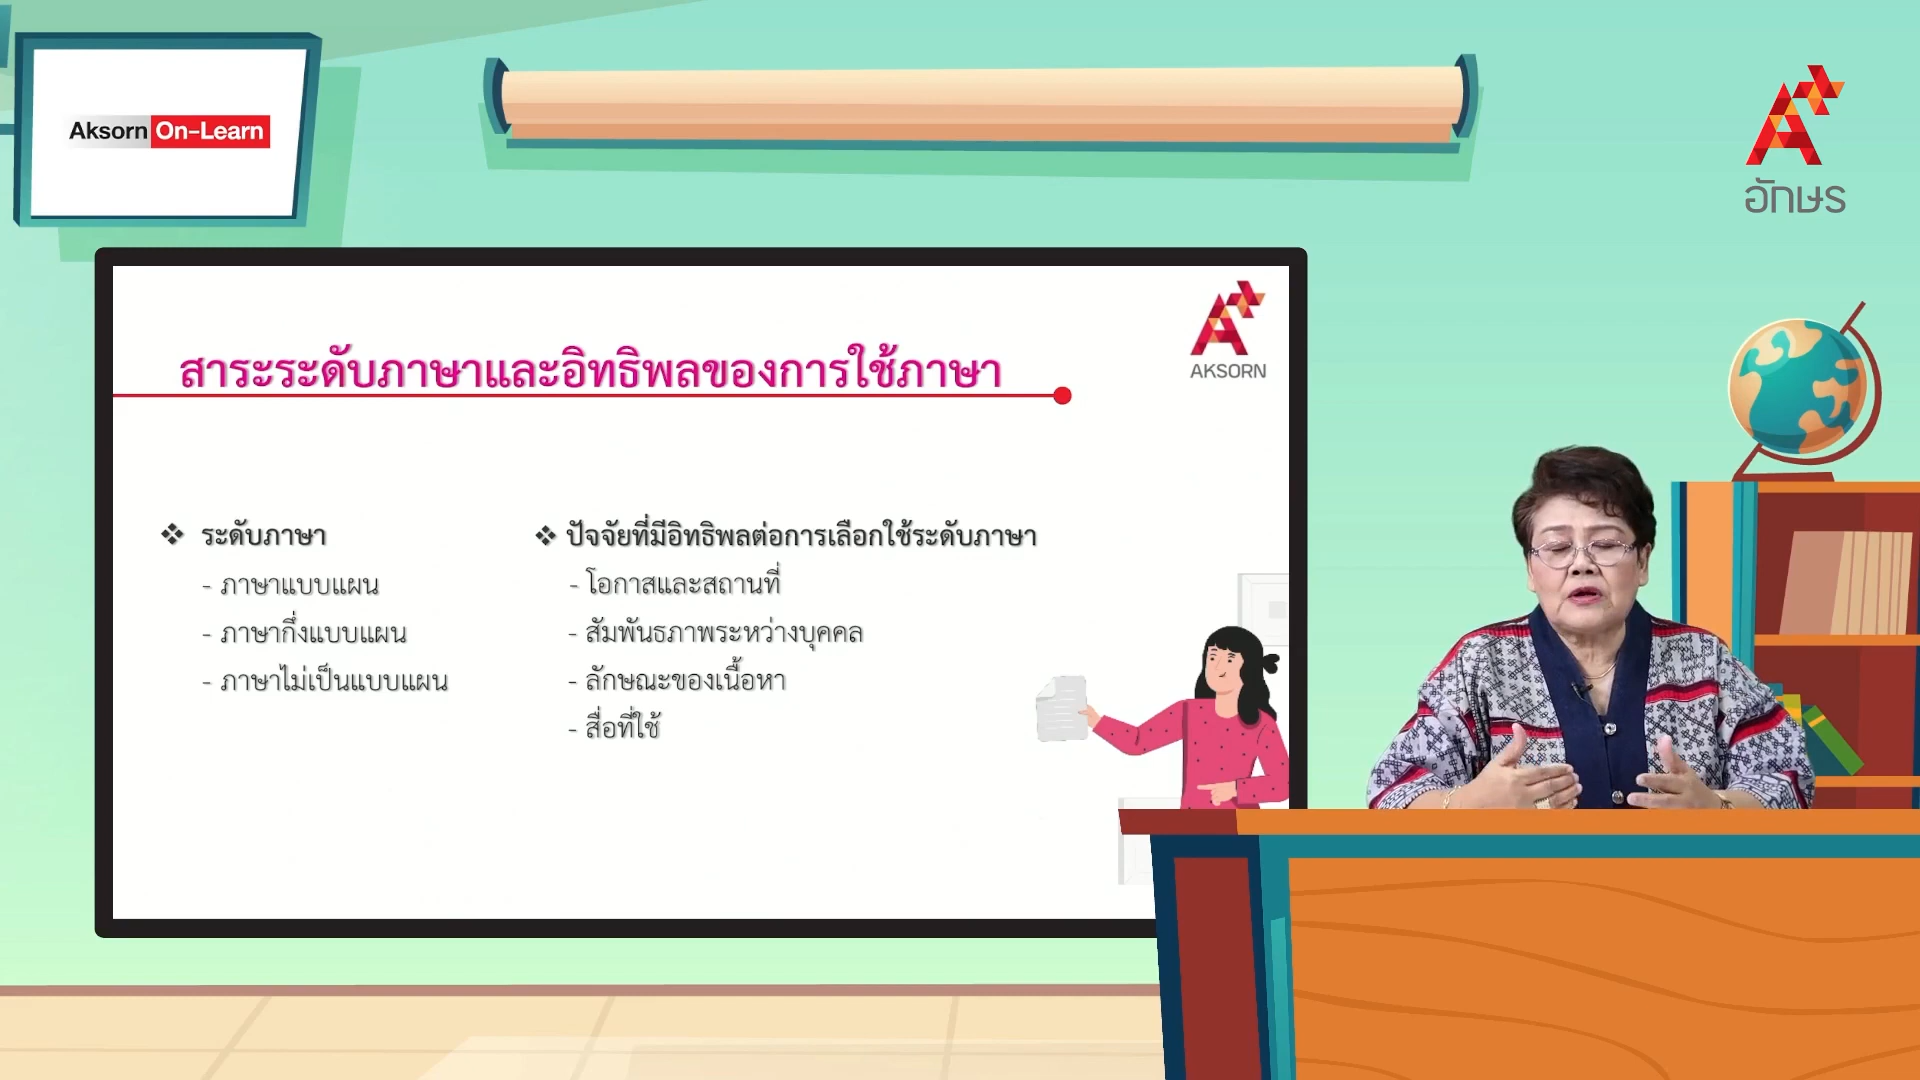 Aksorn On-Learn
อักษร
AKSORN
สาระระดับภาษาและอิทธิพลของการใช้ภาษา
❖ ระดับภาษา
- ภาษาแบบแผน
- ภาษากึ่งแบบแผน
- ภาษาไม่เป็นแบบแผน
❖ ปัจจัยที่มีอิทธิพลต่อการเลือกใช้ระดับภาษา
- โอกาสและสถานที่
- สัมพันธภาพระหว่างบุคคล
- ลักษณะของเนื้อหา
- สื่อที่ใช้